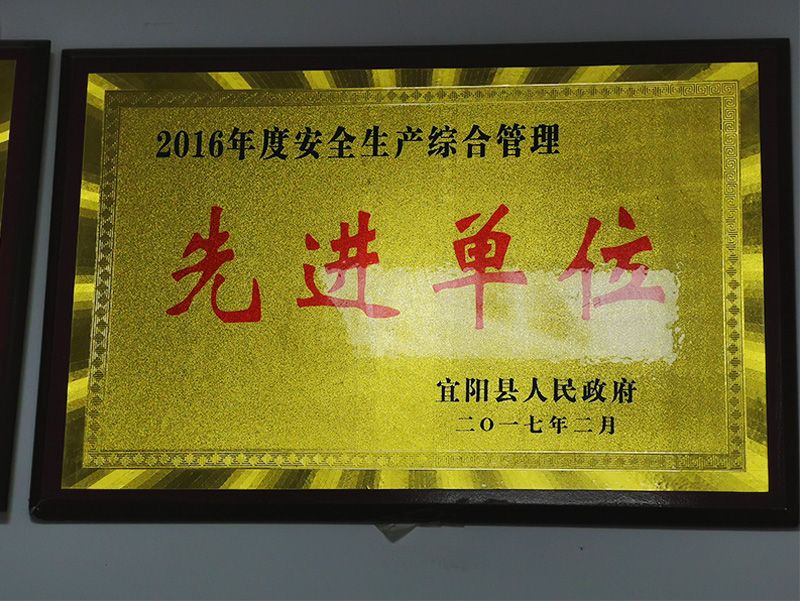 2016年度安全生产综合管理
先进单位
宜阳县人民政府
二〇一七年二月